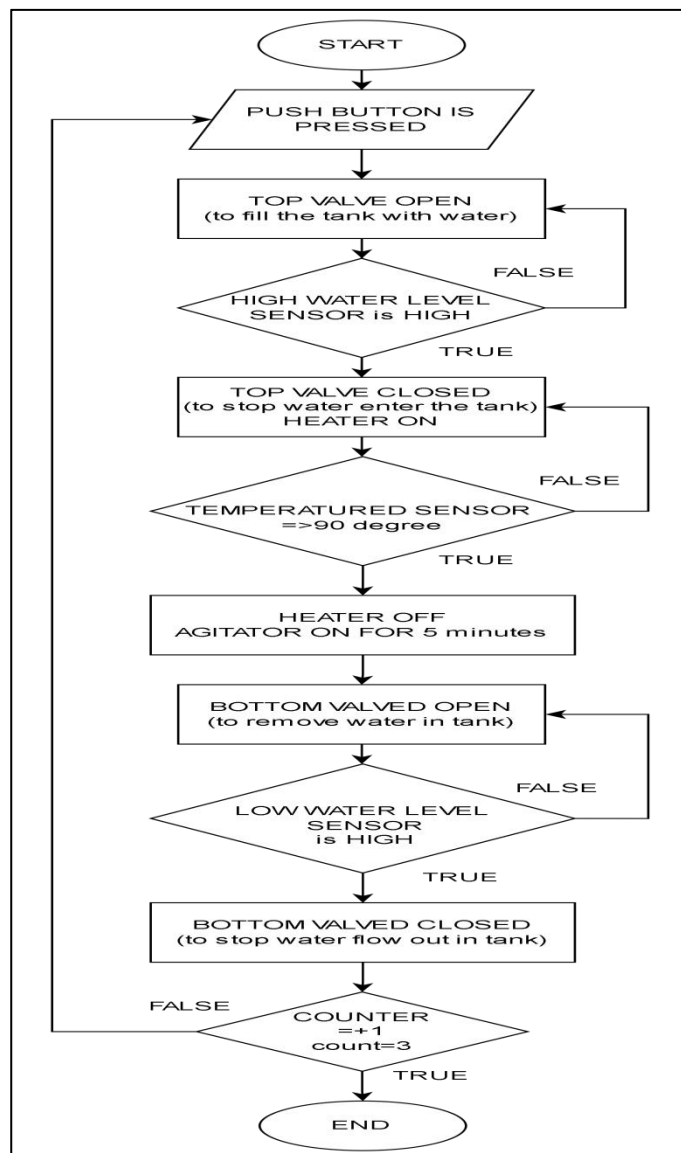 START
PUSH BUTTON IS
PRESSED
TOP VALVE OPEN
(to fill the tank with water)
FALSE
HIGH WATER LEVEL
SENSOR is HIGH
TRUE
TOP VALVE CLOSED
(to stop water enter the tank)
HEATER ON
FALSE
TEMPERATURED SENSOR
=>90 degree
TRUE
HEATER OFF
AGITATOR ON FOR 5 minutes
BOTTOM VALVED OPEN
(to remove water in tank)
FALSE
LOW WATER LEVEL
SENSOR
is HIGH
TRUE
BOTTOM VALVED CLOSED
(to stop water flow out in tank)
FALSE
COUNTER
=+1
count=3
TRUE
END